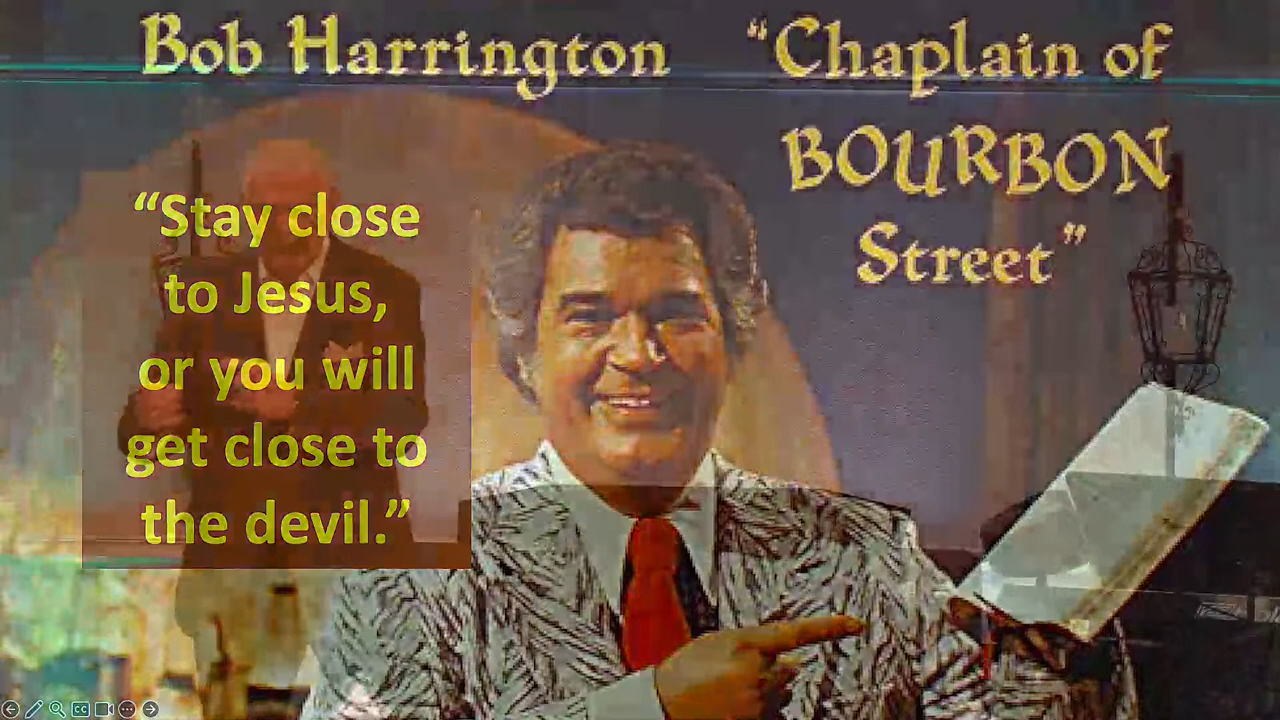 Bob Harrington
“Chaplain of
BOURBON
Street”
“Stay close
to Jesus,
or you will
get close to
the devil.”